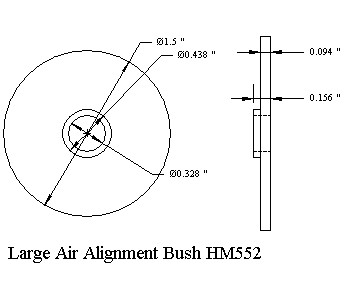 Ø1.5 "
Ø0.438 "
0.094 "
0.156 "
Ø0.328 "
Large Air Alignment Bush HM552